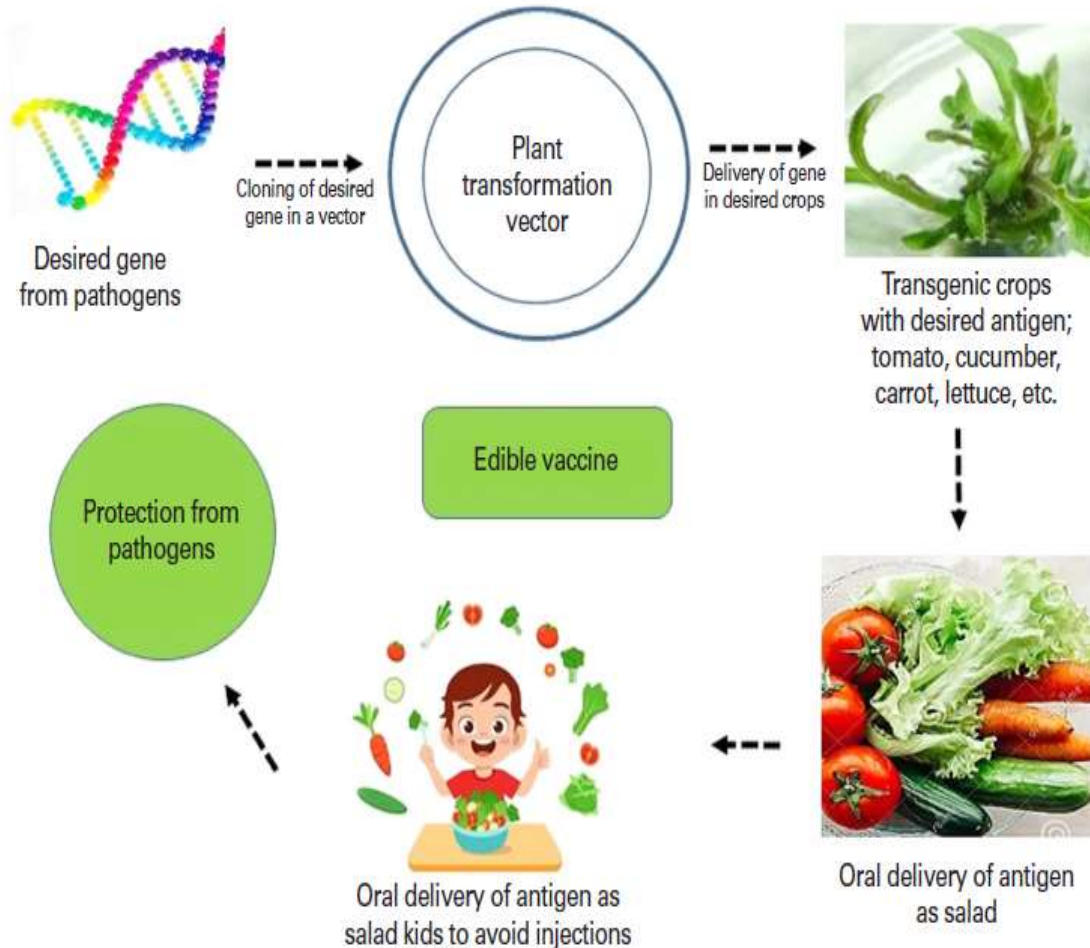 Desired gene
from pathogens
Cloning of desired
gene in a vector
Plant
transformation
vector
Delivery of gene
in desired crops
Transgenic crops
with desired antigen;
tomato, cucumber,
carrot, lettuce, etc.
Edible vaccine
Protection from
pathogens
Oral delivery of antigen as
salad kids to avoid injections
Oral delivery of antigen
as salad